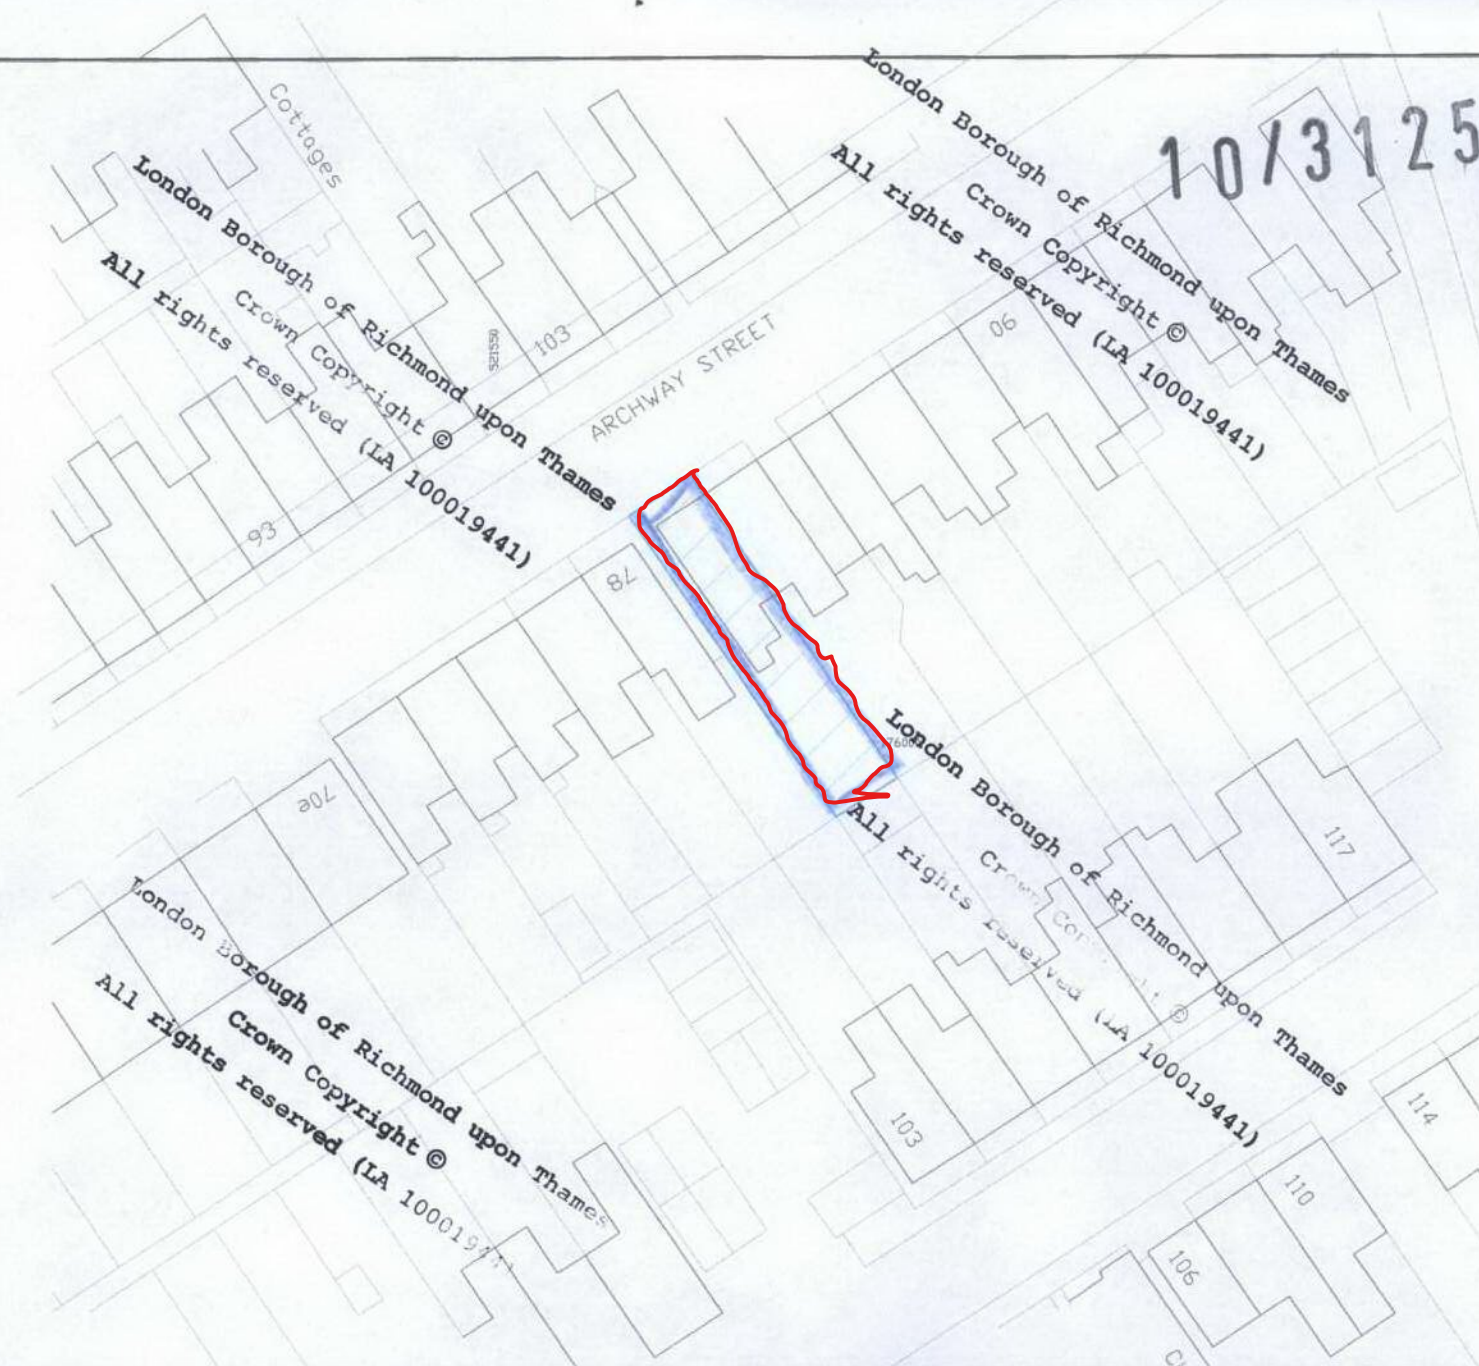 10/3125
Cottages
London Borough of Richmond upon Thames
Crown Copyright ©
All rights reserved (LA 100019441)
London Borough of Richmond upon Thames
Crown Copyright ©
All rights reserved (LA 100019441)
103
ARCHWAY STREET
90
93
78
70e
London Borough of Richmond upon Thames
Crown Copyright ©
All rights reserved (LA 100019441)
117
London Borough of Richmond upon Thames
All rights reserved (LA 100019441)
103
114
110
106